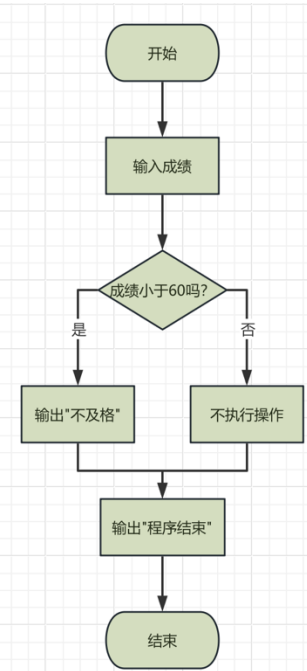 开始
输入成绩
成绩小于60吗?
是
否
输出"不及格"
不执行操作
输出"程序结束"
结束